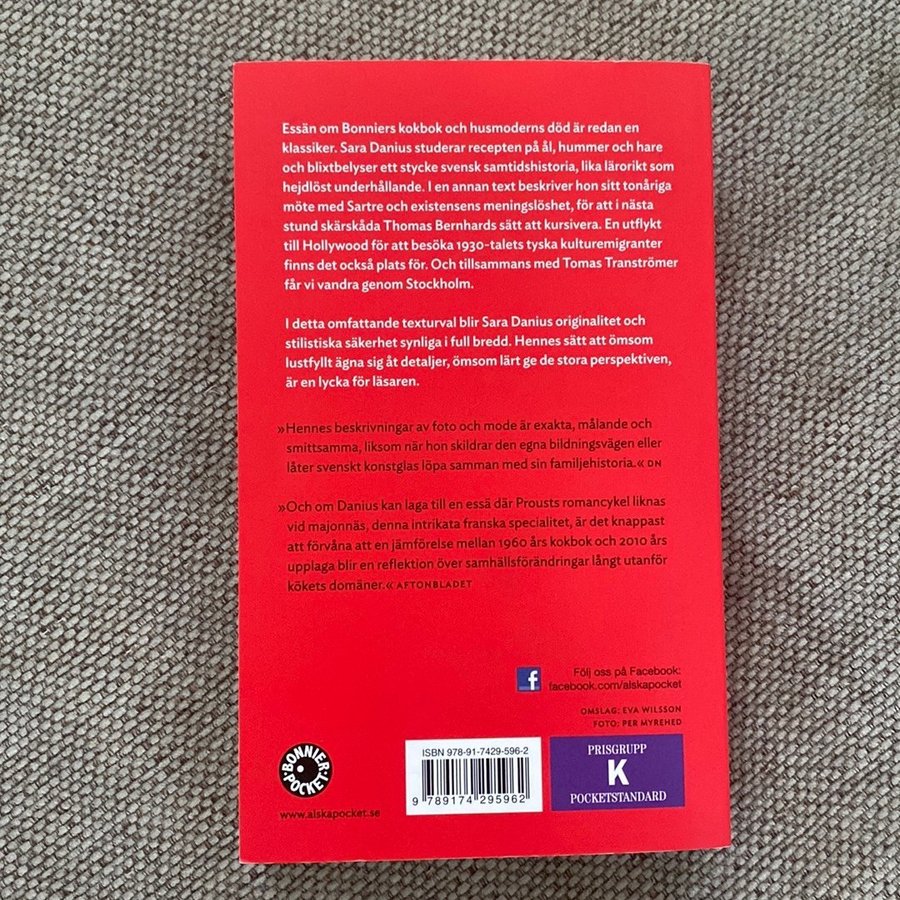 Essän om Bonniers kokbok och husmoderns död är redan en
klassiker. Sara Danius studerar recepten på ål, hummer och hare
och blixtbelyser ett stycke svensk samtidshistoria, lika lärorikt som
hejdlöst underhållande. I en annan text beskriver hon sitt tonåriga
möte med Sartre och existensens meningslöshet, för att i nästa
stund skärskåda Thomas Bernhards sätt att kursivera. En utflykt
till Hollywood för att besöka 1930-talets tyska kulturemigranter
finns det också plats för. Och tillsammans med Tomas Tranströmer
får vi vandra genom Stockholm.
I detta omfattande texturval blir Sara Danius originalitet och
stilistiska säkerhet synliga i full bredd. Hennes sätt att ömsom
lustfyllt ägna sig åt detaljer, ömsom lärt ge de stora perspektiven,
är en lycka för läsaren.
»Hennes beskrivningar av foto och mode är exakta, målande och
smittsamma, liksom när hon skildrar den egna bildningsvägen eller
låter svenskt konstglas löpa samman med sin familjehistoria.« DN
»Och om Danius kan laga till en essä där Prousts romancykel liknas
vid majonnäs, denna intrikata franska specialitet, är det knappast
att förvåna att en jämförelse mellan 1960 års kokbok och 2010 års
upplaga blir en reflektion över samhällsförändringar långt utanför
kökets domäner.« AFTONBLADET
f Följ oss på Facebook:
facebook.com/alskapocket
OMSLAG: EVA WILSSON
FOTO: PER MYREHED
BONNIER POCKET
www.alskapocket.se
ISBN 978-91-7429-596-2
9 789174 295962
PRISGRUPP
K
POCKETSTANDARD